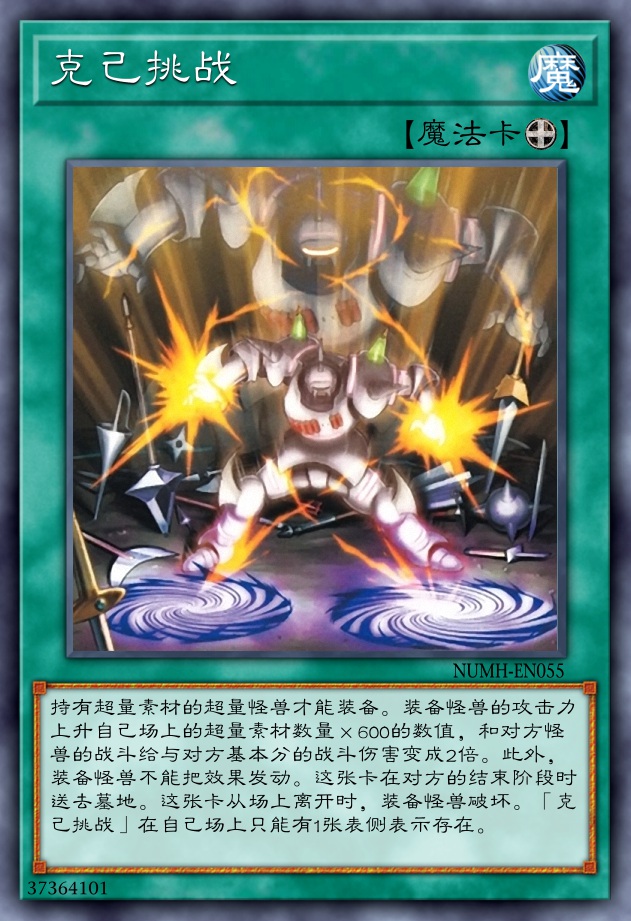 克己挑战
魔
【魔法卡】
NUMH-EN055
持有超量素材的超量怪兽才能装备。装备怪兽的攻击力
上升自己场上的超量素材数量×600的数值，和对方怪
兽的战斗给与对方基本分的战斗伤害变成2倍。此外，
装备怪兽不能把效果发动。这张卡在对方的结束阶段时
送去墓地。这张卡从场上离开时，装备怪兽破坏。「克
己挑战」在自己场上只能有1张表侧表示存在。
37364101